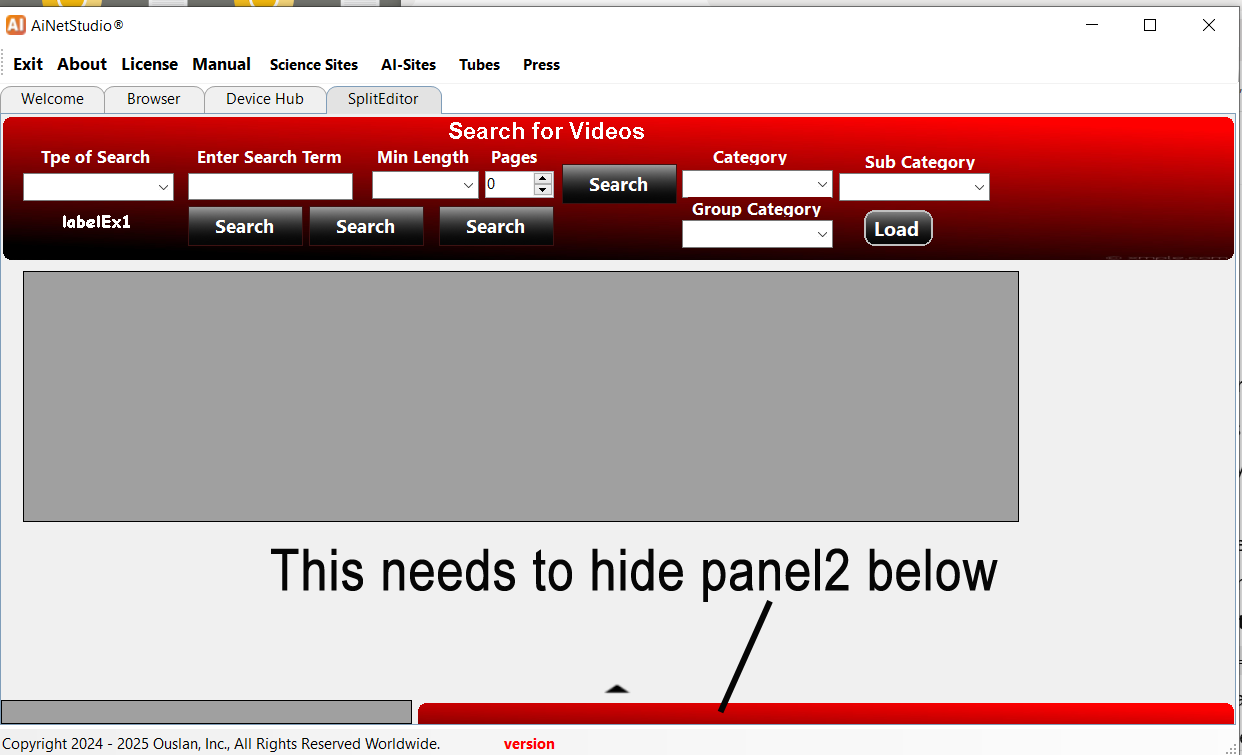 AI AiNetStudio®
Exit About License Manual Science Sites AI-Sites Tubes Press
Welcome Browser Device Hub SplitEditor
Search for Videos
Tpe of Search Enter Search Term Min Length Pages Category Sub Category
0 Search
labelEx1 Search Search Search Group Category Load
This needs to hide panel2 below
Copyright 2024 - 2025 Ouslan, Inc., All Rights Reserved Worldwide. version